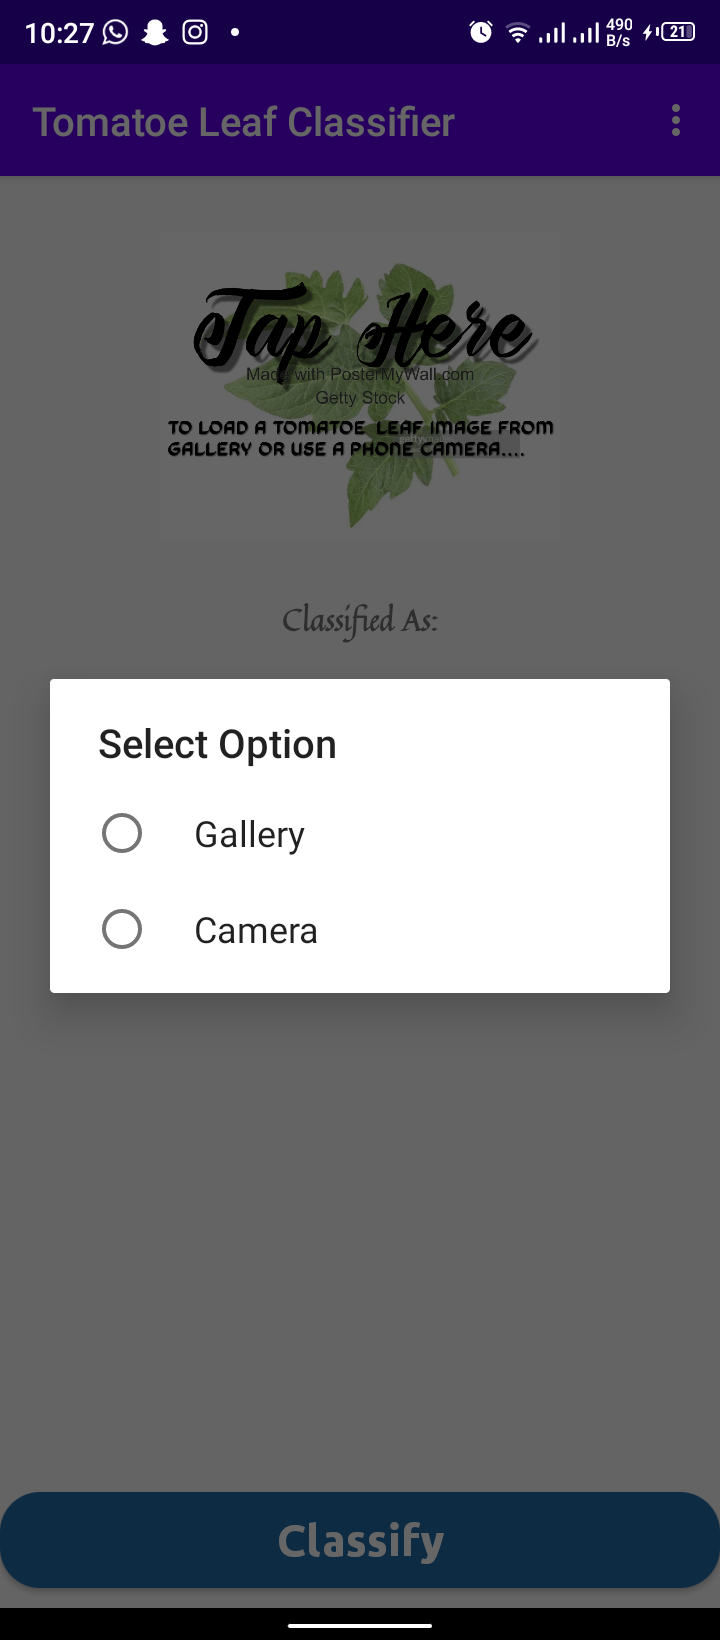 10:27
490
B/s
21
Tomatoe Leaf Classifier
Tap Here
Made with PosterMyWall.com
Getty Stock
TO LOAD A TOMATOE LEAF IMAGE FROM
GALLERY OR USE A PHONE CAMERA....
Classified As:
Select Option
Gallery
Camera
Classify